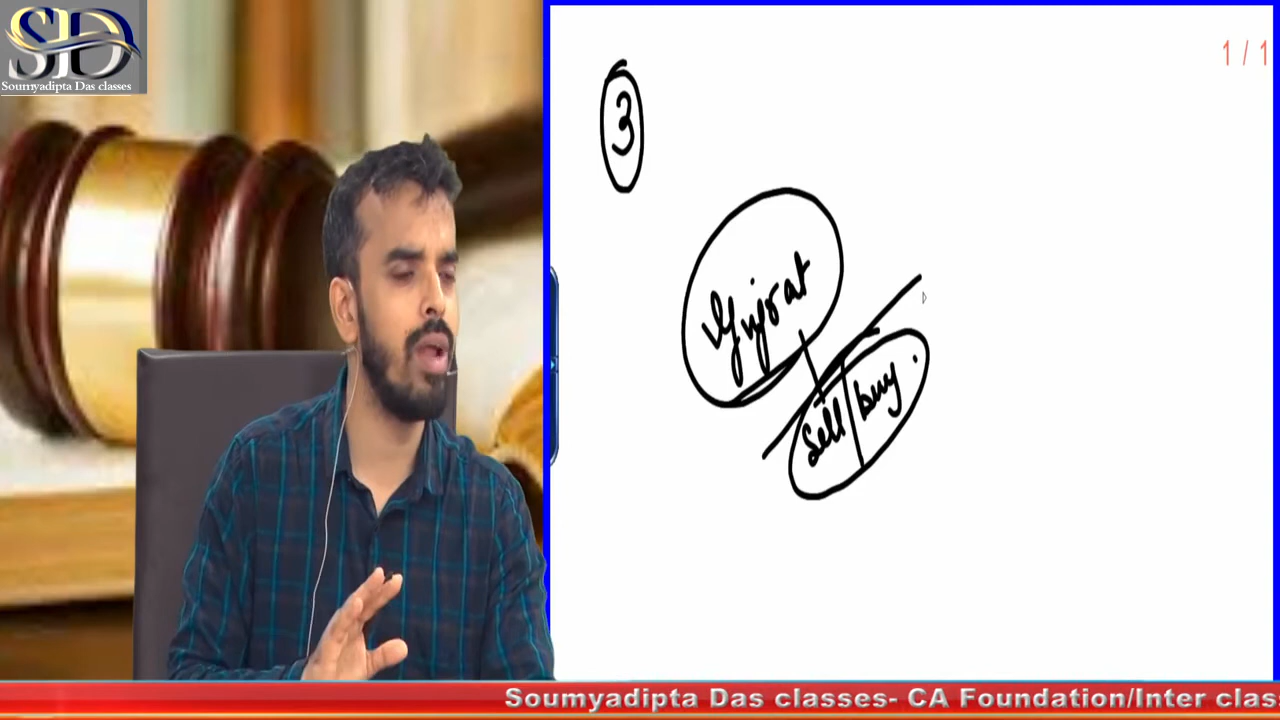 SD
Soumyadipta Das classes
1 / 1
3
Gujrat
Sell / buy
Soumyadipta Das classes- CA Foundation/Inter clas